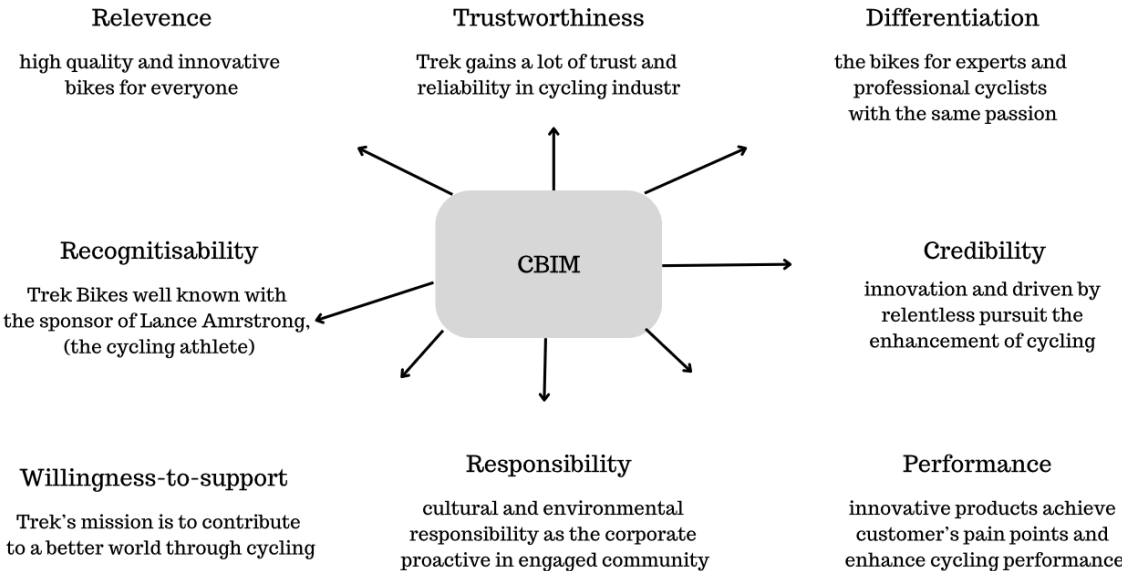 Relevence
high quality and innovative
bikes for everyone
Trustworthiness
Trek gains a lot of trust and
reliability in cycling industr
Differentiation
the bikes for experts and
professional cyclists
with the same passion
Recognitisability
Trek Bikes well known with
the sponsor of Lance Amrstrong,
(the cycling athlete)
CBIM
Credibility
innovation and driven by
relentless pursuit the
enhancement of cycling
Willingness-to-support
Trek's mission is to contribute
to a better world through cycling
Responsibility
cultural and environmental
responsibility as the corporate
proactive in engaged community
Performance
innovative products achieve
customer's pain points and
enhance cycling performance